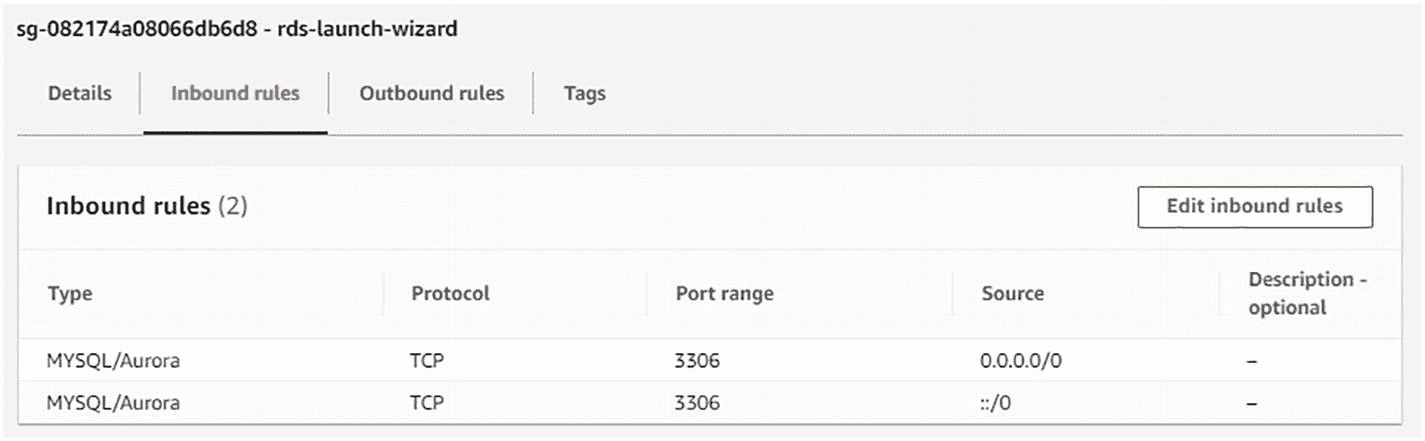 sg-082174a08066db6d8 - rds-launch-wizard
Details Inbound rules Outbound rules Tags
Inbound rules (2) Edit inbound rules
Type Protocol Port range Source Description - optional
MYSQL/Aurora TCP 3306 0.0.0.0/0 –
MYSQL/Aurora TCP 3306 ::/0 –